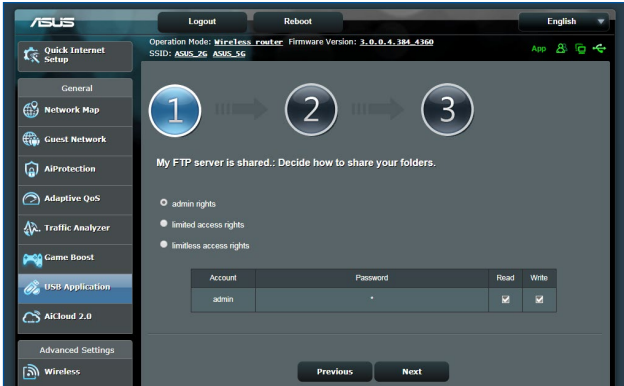 ASUS
Logout
Reboot
English
Quick Internet
Setup
Operation Mode: Wireless router Firmware Version: 3.0.0.4.384_4360
SSID: ASUS_2G ASUS_5G
App
General
Network Map
Guest Network
AiProtection
Adaptive QoS
Traffic Analyzer
Game Boost
USB Application
AiCloud 2.0
Advanced Settings
Wireless
1
2
3
My FTP server is shared.: Decide how to share your folders.
admin rights
limited access rights
limitless access rights
Account Password Read Write
admin *
Previous
Next